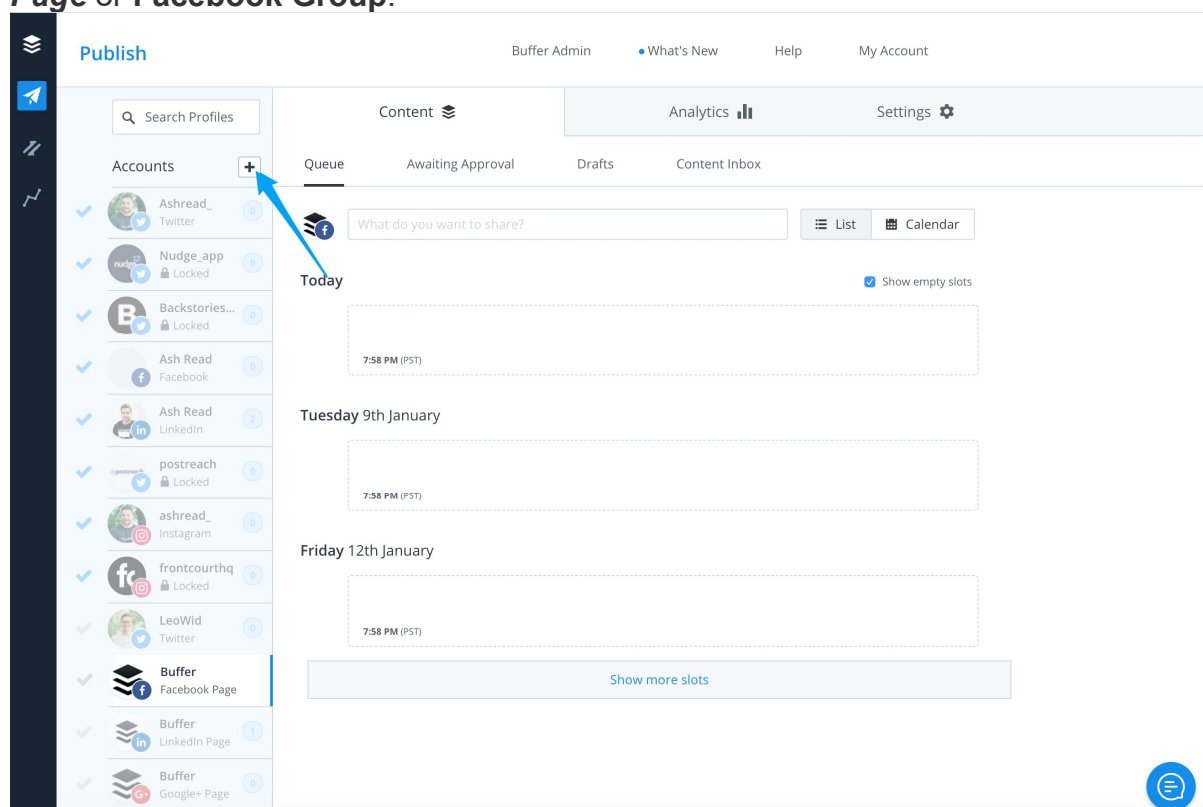 Page or Facebook Group.
Publish
Buffer Admin
What's New
Help
My Account
Search Profiles
Content
Analytics
Settings
Accounts
+
Queue
Awaiting Approval
Drafts
Content Inbox
Ashread_
Twitter
0
Nudge_app
Locked
0
Backstories...
Locked
0
Ash Read
Facebook
0
Ash Read
LinkedIn
2
postreach
Locked
0
ashread_
Instagram
0
frontcourthq
Locked
0
LeoWid
Twitter
0
Buffer
Facebook Page
Buffer
LinkedIn Page
1
Buffer
Google+ Page
0
What do you want to share?
List
Calendar
Today
Show empty slots
7:58 PM (PST)
Tuesday 9th January
7:58 PM (PST)
Friday 12th January
7:58 PM (PST)
Show more slots